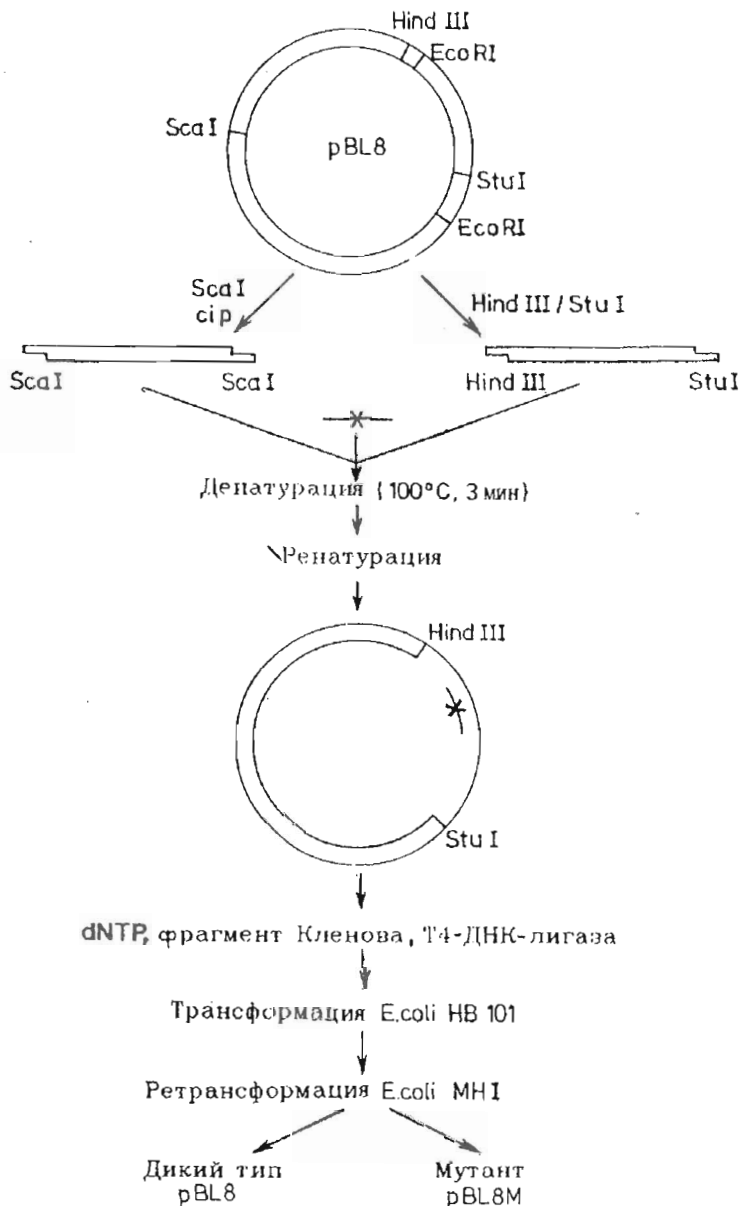 Hind III
EcoRI
ScaI
pBL8
StuI
EcoRI
ScaI
cip
Hind III / Stu I
ScaI
ScaI
Hind III
Stu I
Денатурация (100°C, 3 мин)
Ренатурация
Hind III
Stu I
dNTP, фрагмент Кленова, Т4-ДНК-лигаза
Трансформация E.coli HB 101
Ретрансформация E.coli MHI
Дикий тип
pBL8
Мутант
pBL8M